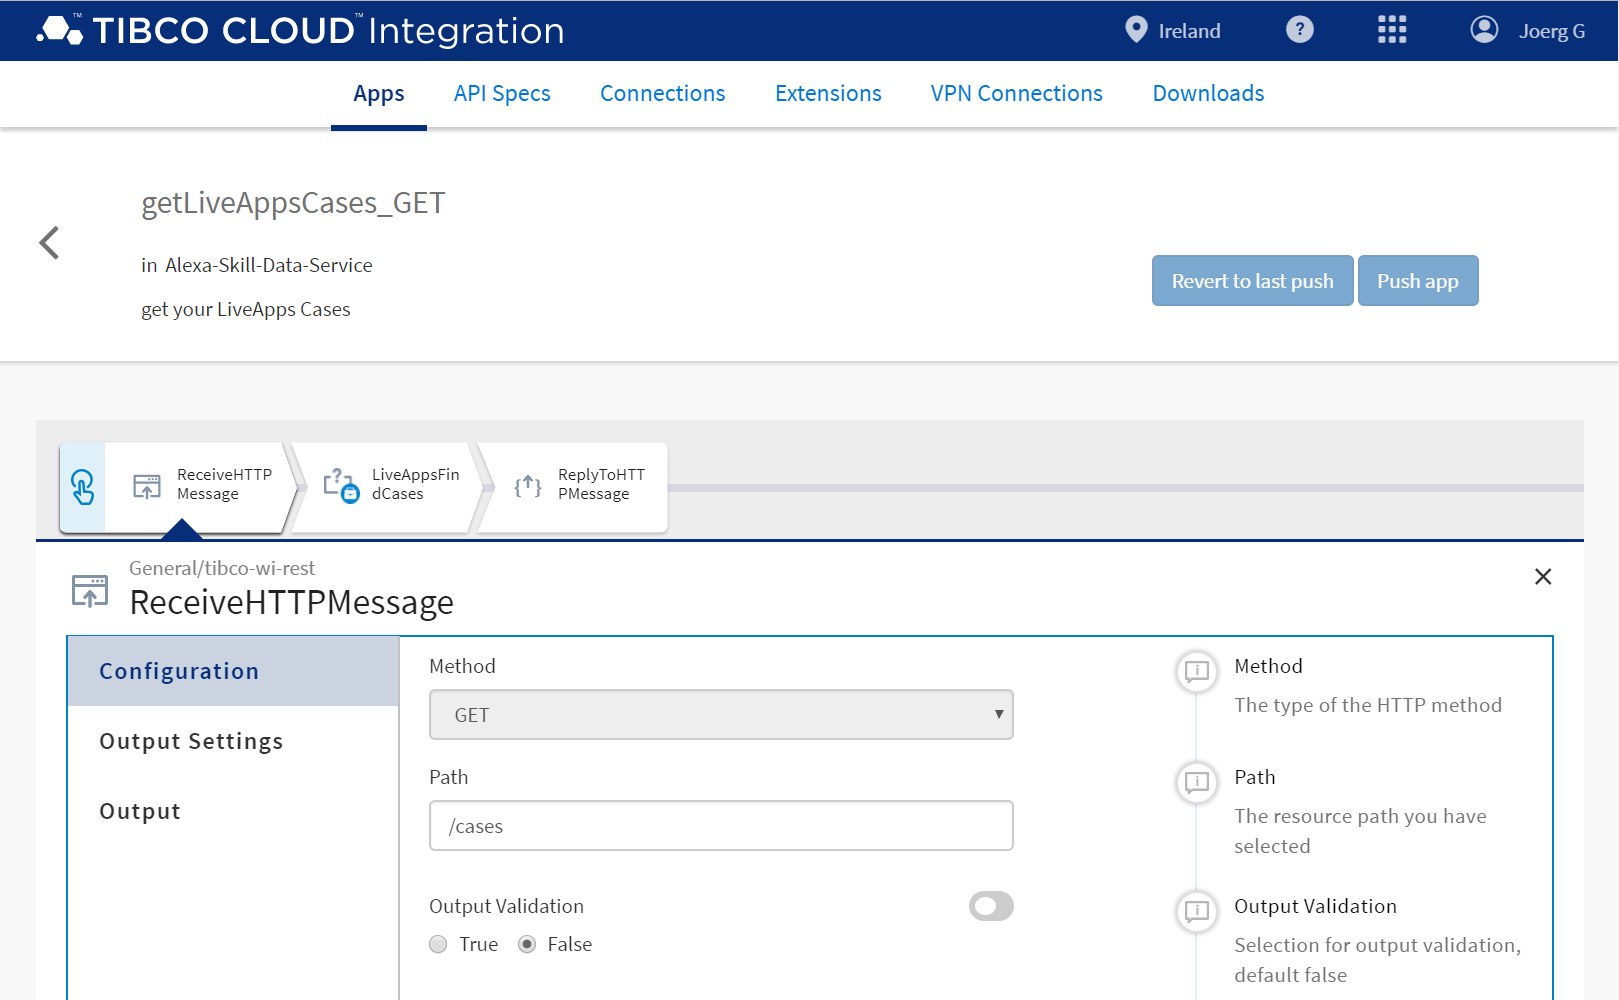 TIBCO CLOUD™ Integration
Ireland
?
Joerg G
Apps
API Specs
Connections
Extensions
VPN Connections
Downloads
getLiveAppsCases_GET
in Alexa-Skill-Data-Service
get your LiveApps Cases
Revert to last push
Push app
ReceiveHTTP
Message
LiveAppsFin
dCases
ReplyToHTT
PMessage
General/tibco-wi-rest
ReceiveHTTPMessage
Configuration
Output Settings
Output
Method
GET
Path
/cases
Output Validation
True
False
Method
The type of the HTTP method
Path
The resource path you have
selected
Output Validation
Selection for output validation,
default false